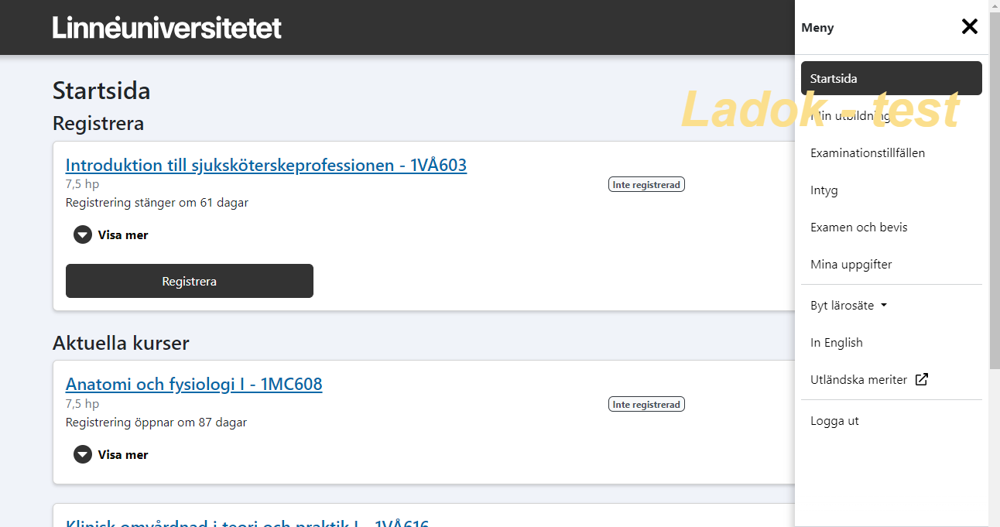 Linnéuniversitetet
Startsida
Registrera
Introduktion till sjuksköterskeprofessionen - 1VÅ603
7,5 hp
Inte registrerad
Registrering stänger om 61 dagar
Visa mer
Registrera
Aktuella kurser
Anatomi och fysiologi I - 1MC608
7,5 hp
Inte registrerad
Registrering öppnar om 87 dagar
Visa mer
Klinisk omvårdnad i teori och praktik I - 1VÅ616
Meny
Startsida
Ladok - test
Min utbildning
Examinationstillfällen
Intyg
Examen och bevis
Mina uppgifter
Byt lärosäte
In English
Utländska meriter
Logga ut